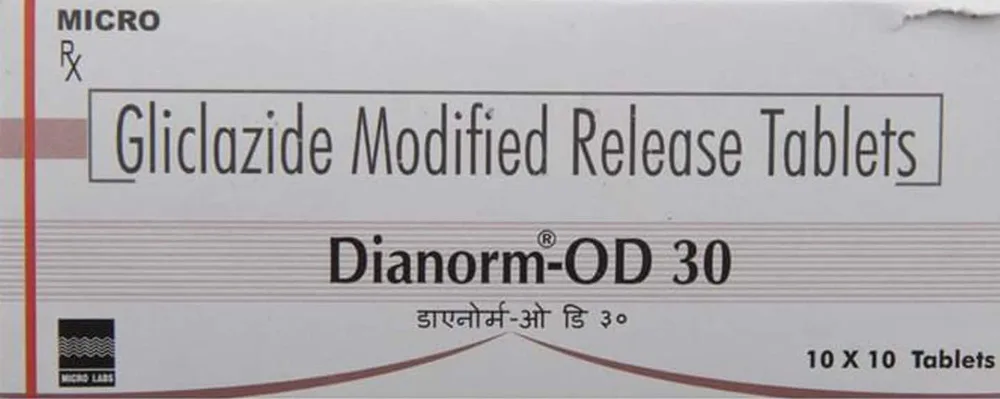 MICRO
Rx
Gliclazide Modified Release Tablets
Dianorm®-OD 30
डाएनोर्म-ओ डि ३०
MICRO LABS
10 X 10 Tablets